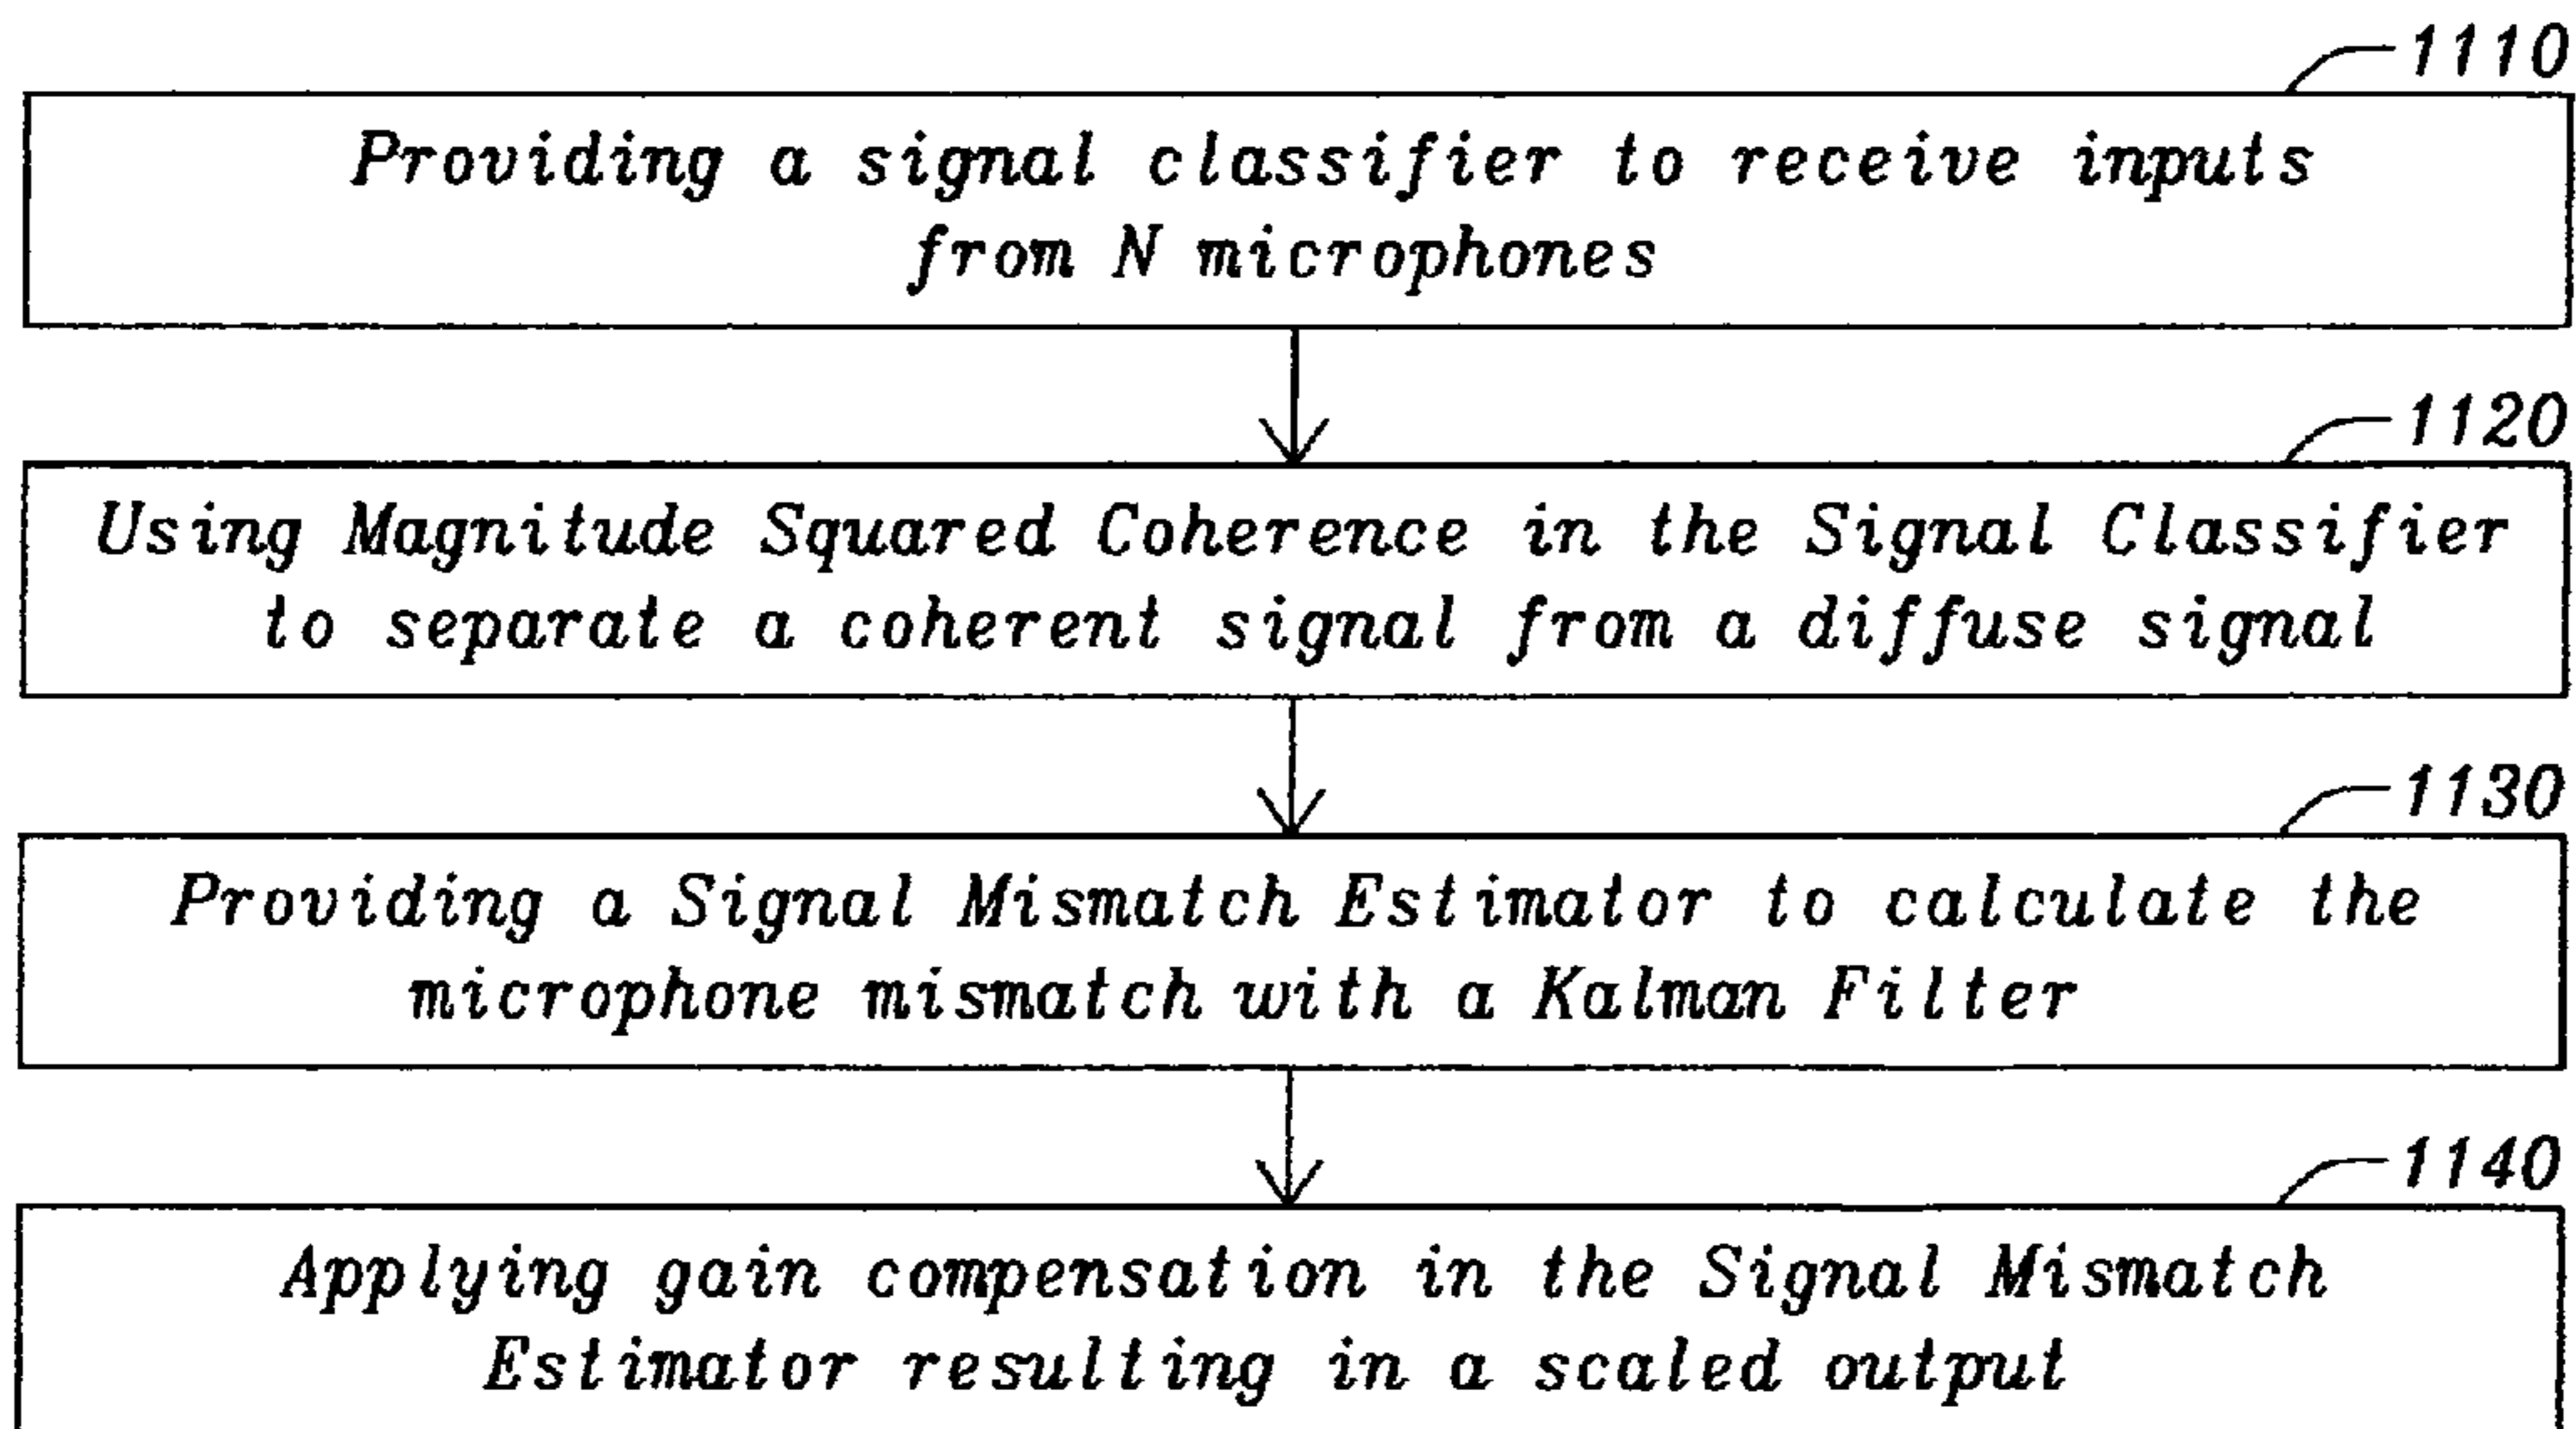 1110
Providing a signal classifier to receive inputs
from N microphones
1120
Using Magnitude Squared Coherence in the Signal Classifier
to separate a coherent signal from a diffuse signal
1130
Providing a Signal Mismatch Estimator to calculate the
microphone mismatch with a Kalman Filter
1140
Applying gain compensation in the Signal Mismatch
Estimator resulting in a scaled output